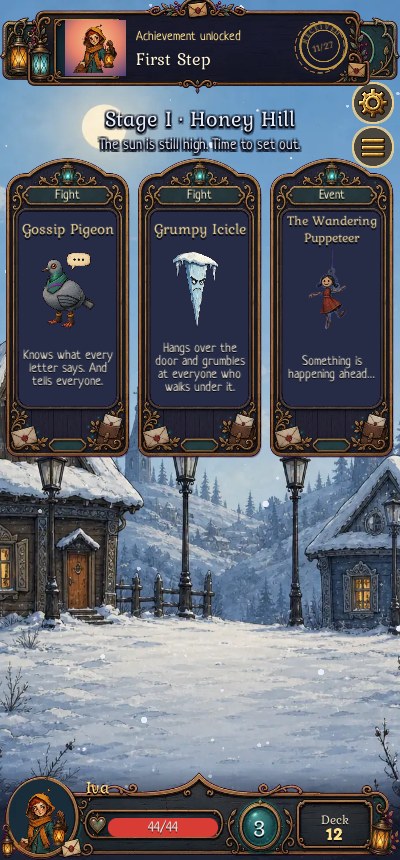 Achievement unlocked
First Step
11/27
Stage I · Honey Hill
The sun is still high. Time to set out.
Fight
Gossip Pigeon
Knows what every
letter says. And
tells everyone.
Fight
Grumpy Icicle
Hangs over the
door and grumbles
at everyone who
walks under it.
Event
The Wandering
Puppeteer
Something is
happening ahead...
Iva
44/44
3
Deck
12